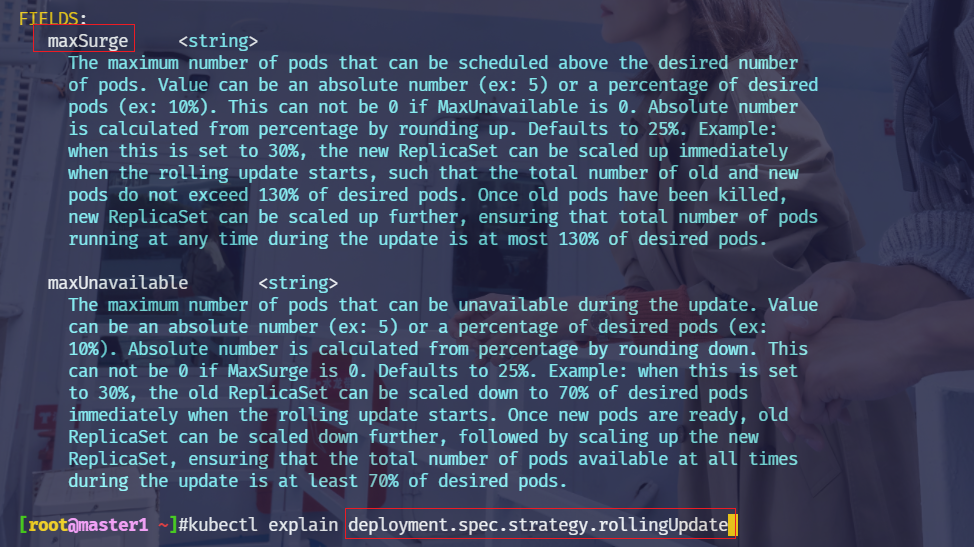 FIELDS:
maxSurge <string>
The maximum number of pods that can be scheduled above the desired number
of pods. Value can be an absolute number (ex: 5) or a percentage of desired
pods (ex: 10%). This can not be 0 if MaxUnavailable is 0. Absolute number
is calculated from percentage by rounding up. Defaults to 25%. Example:
when this is set to 30%, the new ReplicaSet can be scaled up immediately
when the rolling update starts, such that the total number of old and new
pods do not exceed 130% of desired pods. Once old pods have been killed,
new ReplicaSet can be scaled up further, ensuring that total number of pods
running at any time during the update is at most 130% of desired pods.
maxUnavailable <string>
The maximum number of pods that can be unavailable during the update. Value
can be an absolute number (ex: 5) or a percentage of desired pods (ex:
10%). Absolute number is calculated from percentage by rounding down. This
can not be 0 if MaxSurge is 0. Defaults to 25%. Example: when this is set
to 30%, the old ReplicaSet can be scaled down to 70% of desired pods
immediately when the rolling update starts. Once new pods are ready, old
ReplicaSet can be scaled down further, followed by scaling up the new
ReplicaSet, ensuring that the total number of pods available at all times
during the update is at least 70% of desired pods.
[root@master1 ~]#kubectl explain deployment.spec.strategy.rollingUpdate